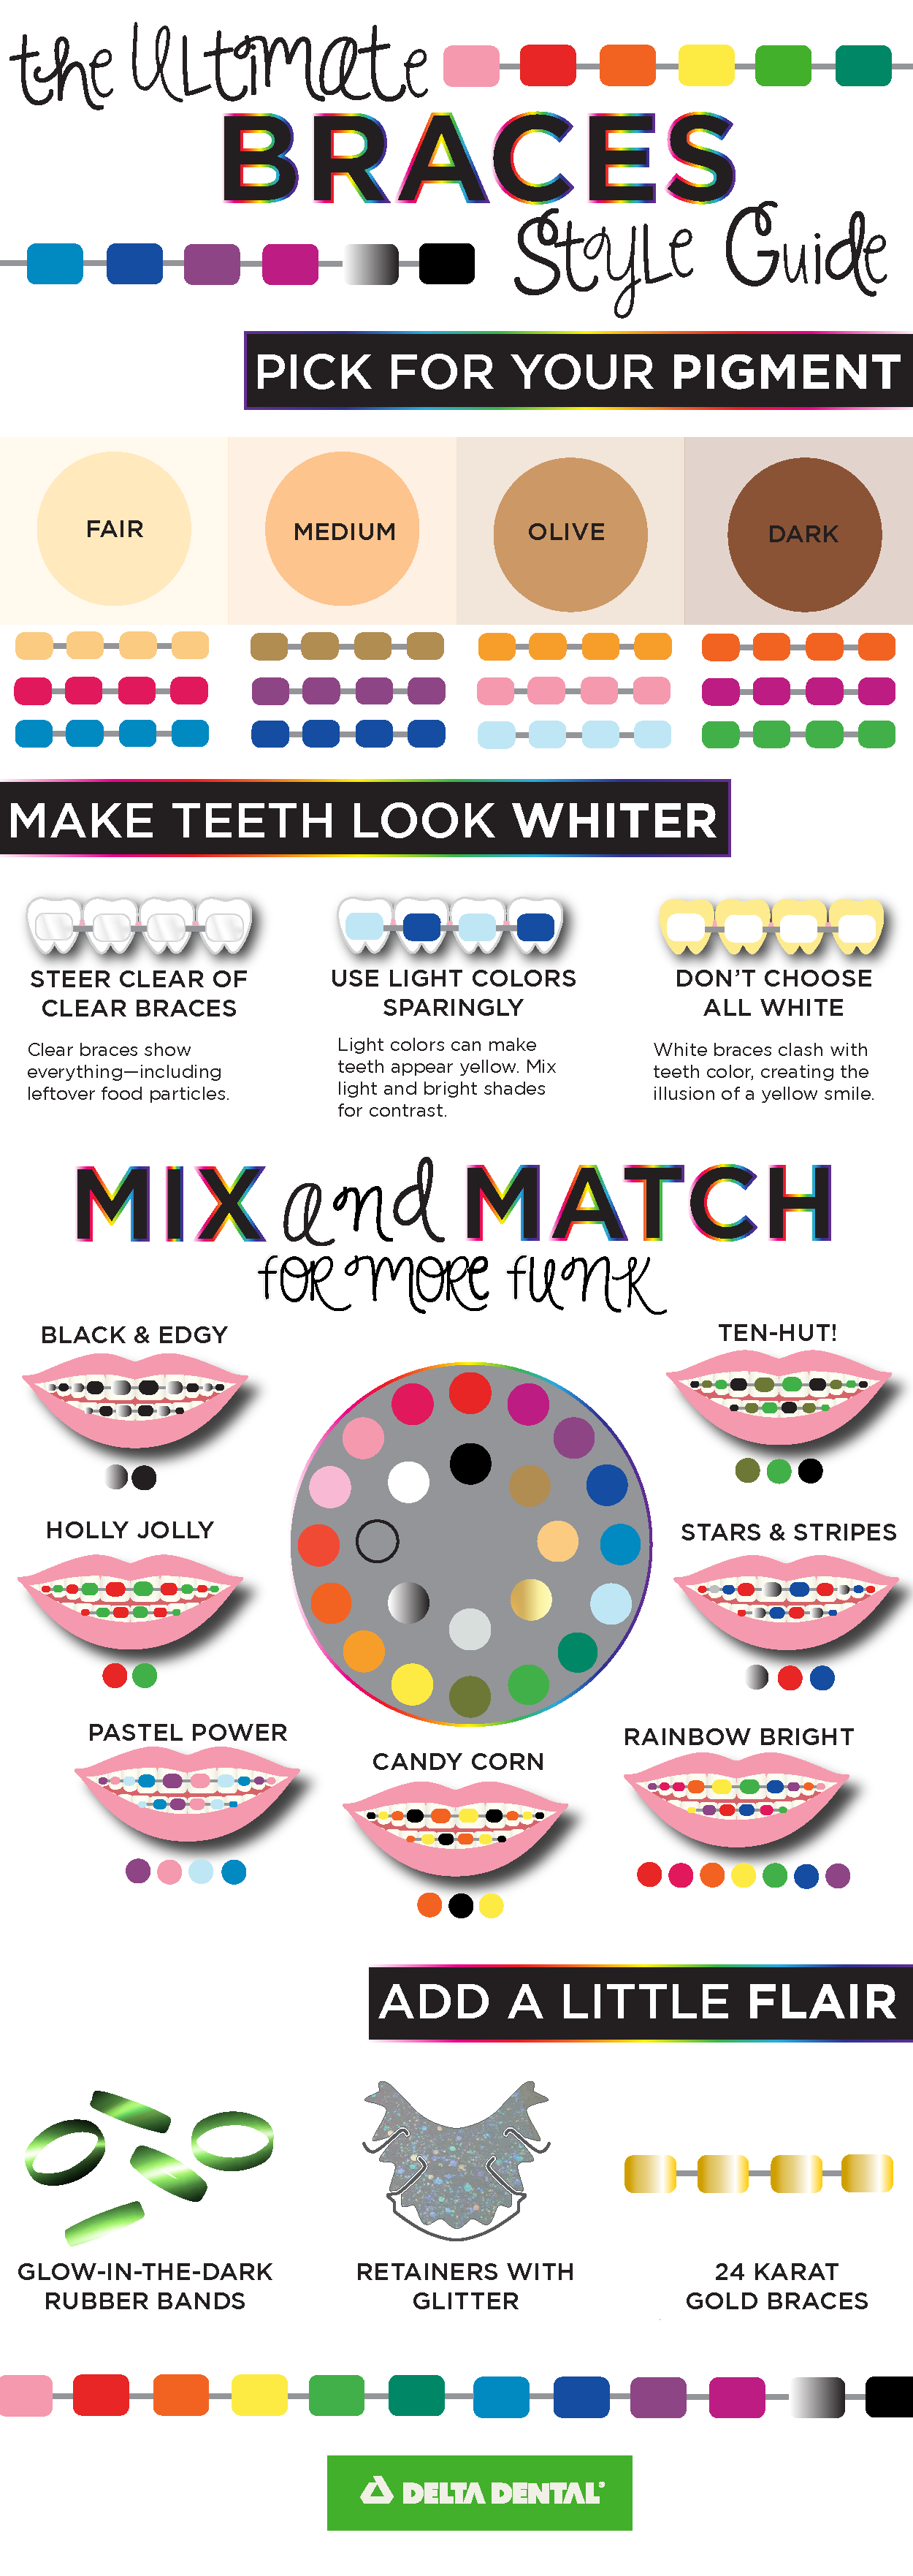 the ULtimate
BRACES
StyLe Guide
PICK FOR YOUR PIGMENT
FAIR
MEDIUM
OLIVE
DARK
MAKE TEETH LOOK WHITER
STEER CLEAR OF
CLEAR BRACES
Clear braces show
everything—including
leftover food particles.
USE LIGHT COLORS
SPARINGLY
Light colors can make
teeth appear yellow. Mix
light and bright shades
for contrast.
DON'T CHOOSE
ALL WHITE
White braces clash with
teeth color, creating the
illusion of a yellow smile.
MIX and MATCH
foR moRe funK
BLACK & EDGY
TEN-HUT!
HOLLY JOLLY
STARS & STRIPES
PASTEL POWER
CANDY CORN
RAINBOW BRIGHT
ADD A LITTLE FLAIR
GLOW-IN-THE-DARK
RUBBER BANDS
RETAINERS WITH
GLITTER
24 KARAT
GOLD BRACES
DELTA DENTAL®